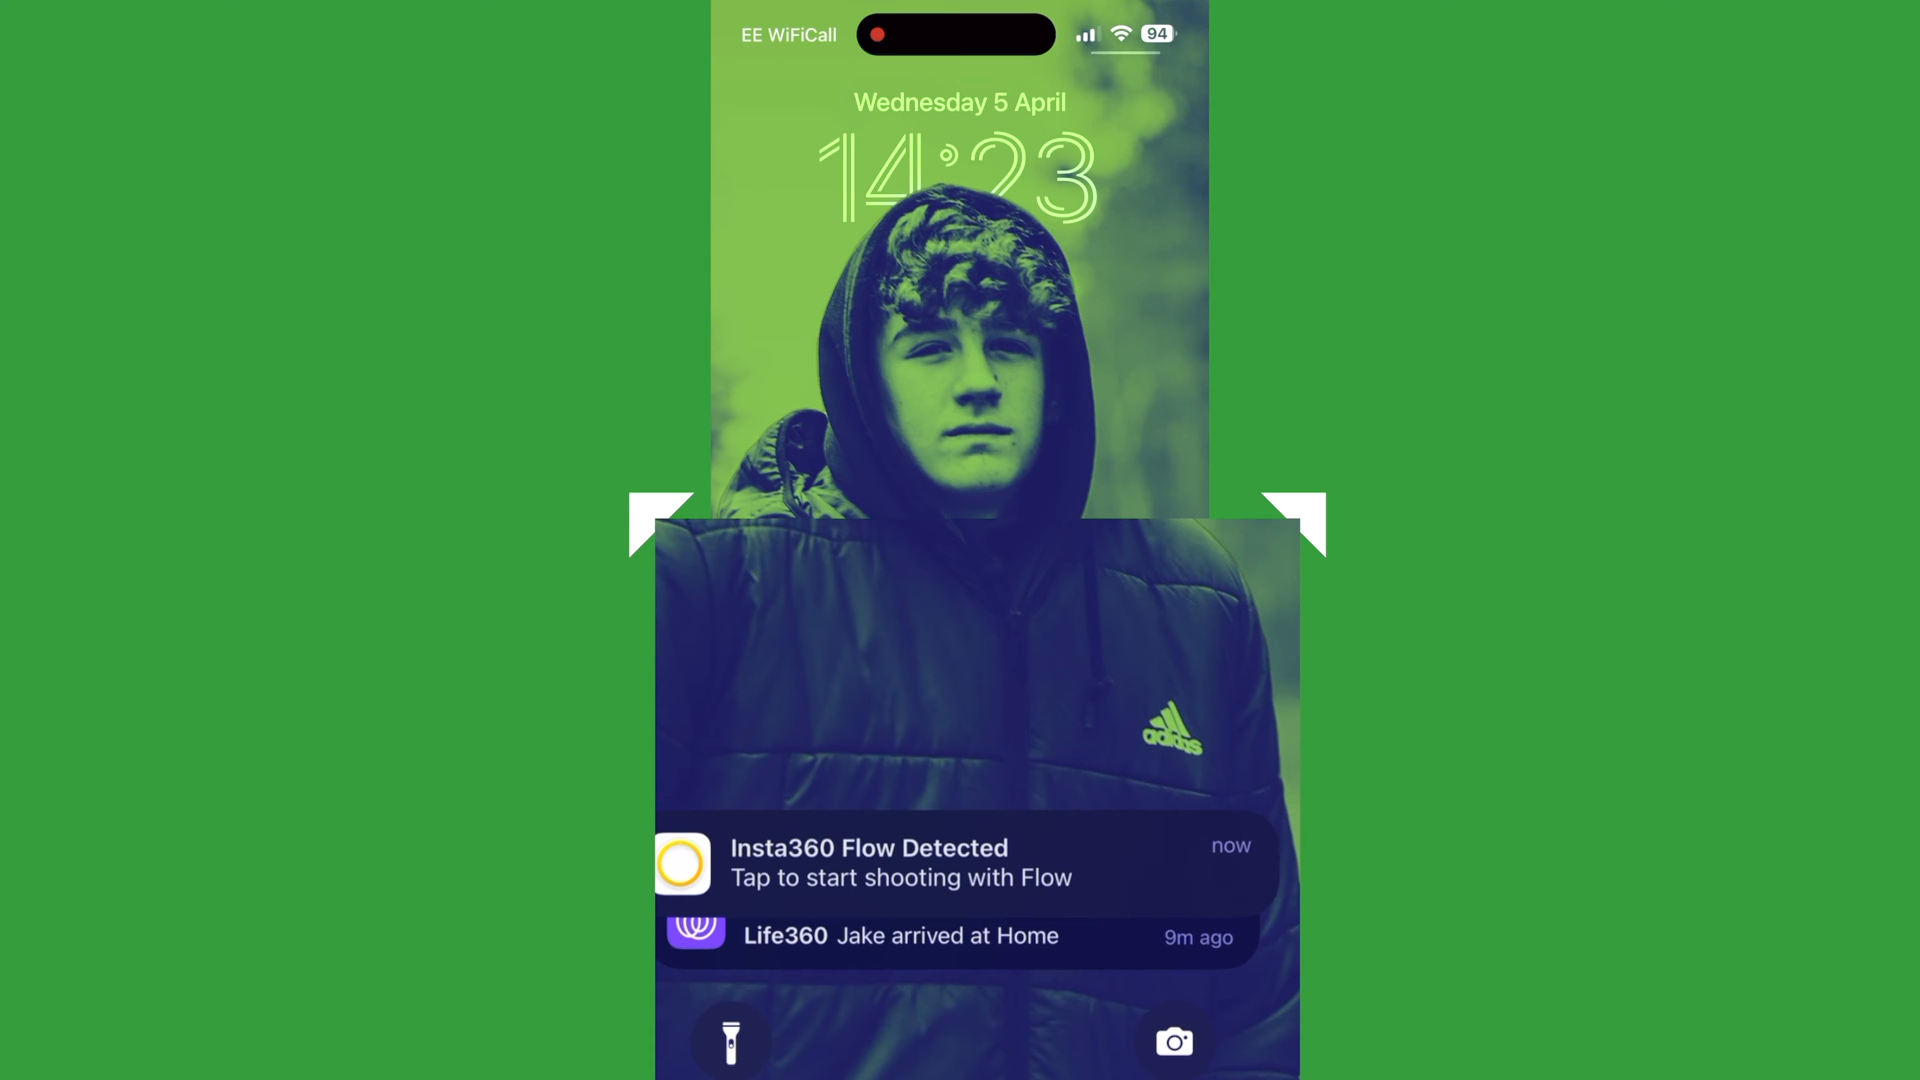 EE WiFiCall
94
Wednesday 5 April
14:23
adidas
Insta360 Flow Detected
now
Tap to start shooting with Flow
Life360 Jake arrived at Home
9m ago